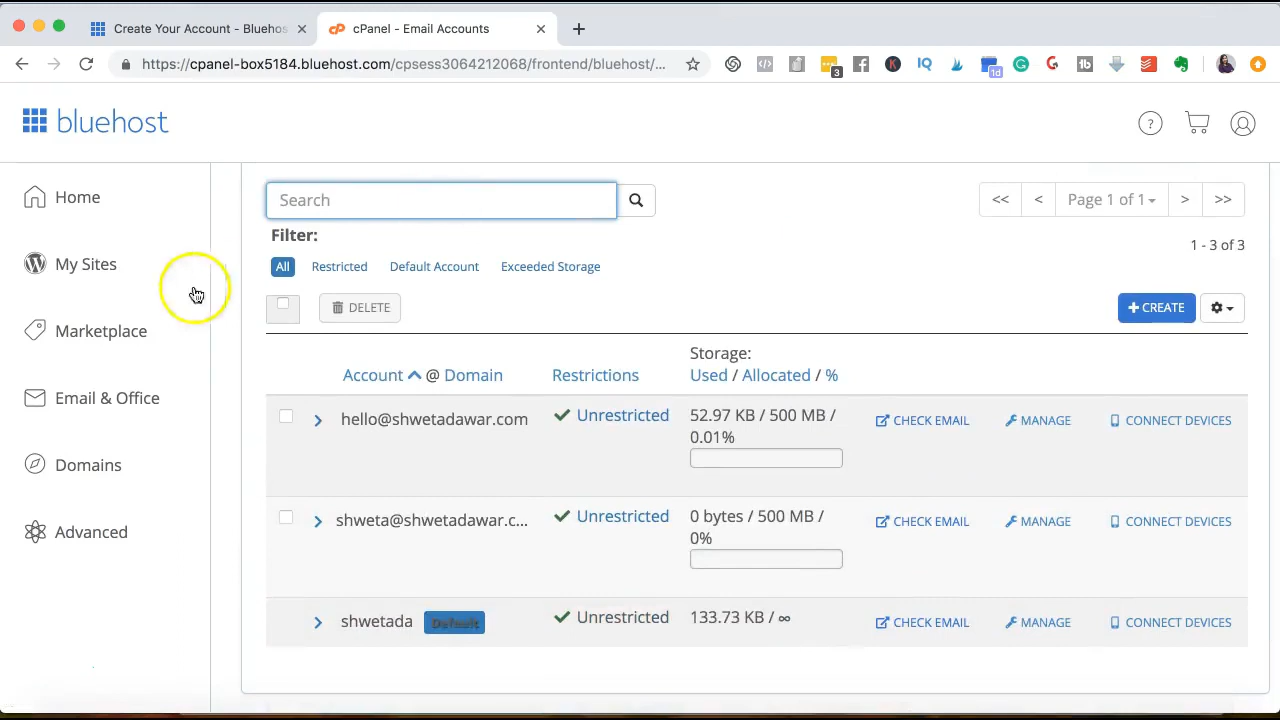 Create Your Account - Bluehos
cPanel - Email Accounts
https://cpanel-box5184.bluehost.com/cpsess3064212068/frontend/bluehost/...
3
IQ
1d
tb
bluehost
?
Home
My Sites
Marketplace
Email & Office
Domains
Advanced
Search
<< < Page 1 of 1 > >>
Filter:
1 - 3 of 3
All Restricted Default Account Exceeded Storage
DELETE
+ CREATE
Storage:
Account @ Domain Restrictions Used / Allocated / %
hello@shwetadawar.com Unrestricted 52.97 KB / 500 MB /
0.01%
CHECK EMAIL MANAGE CONNECT DEVICES
shweta@shwetadawar.c... Unrestricted 0 bytes / 500 MB /
0%
CHECK EMAIL MANAGE CONNECT DEVICES
shwetada Default Unrestricted 133.73 KB / ∞ CHECK EMAIL MANAGE CONNECT DEVICES